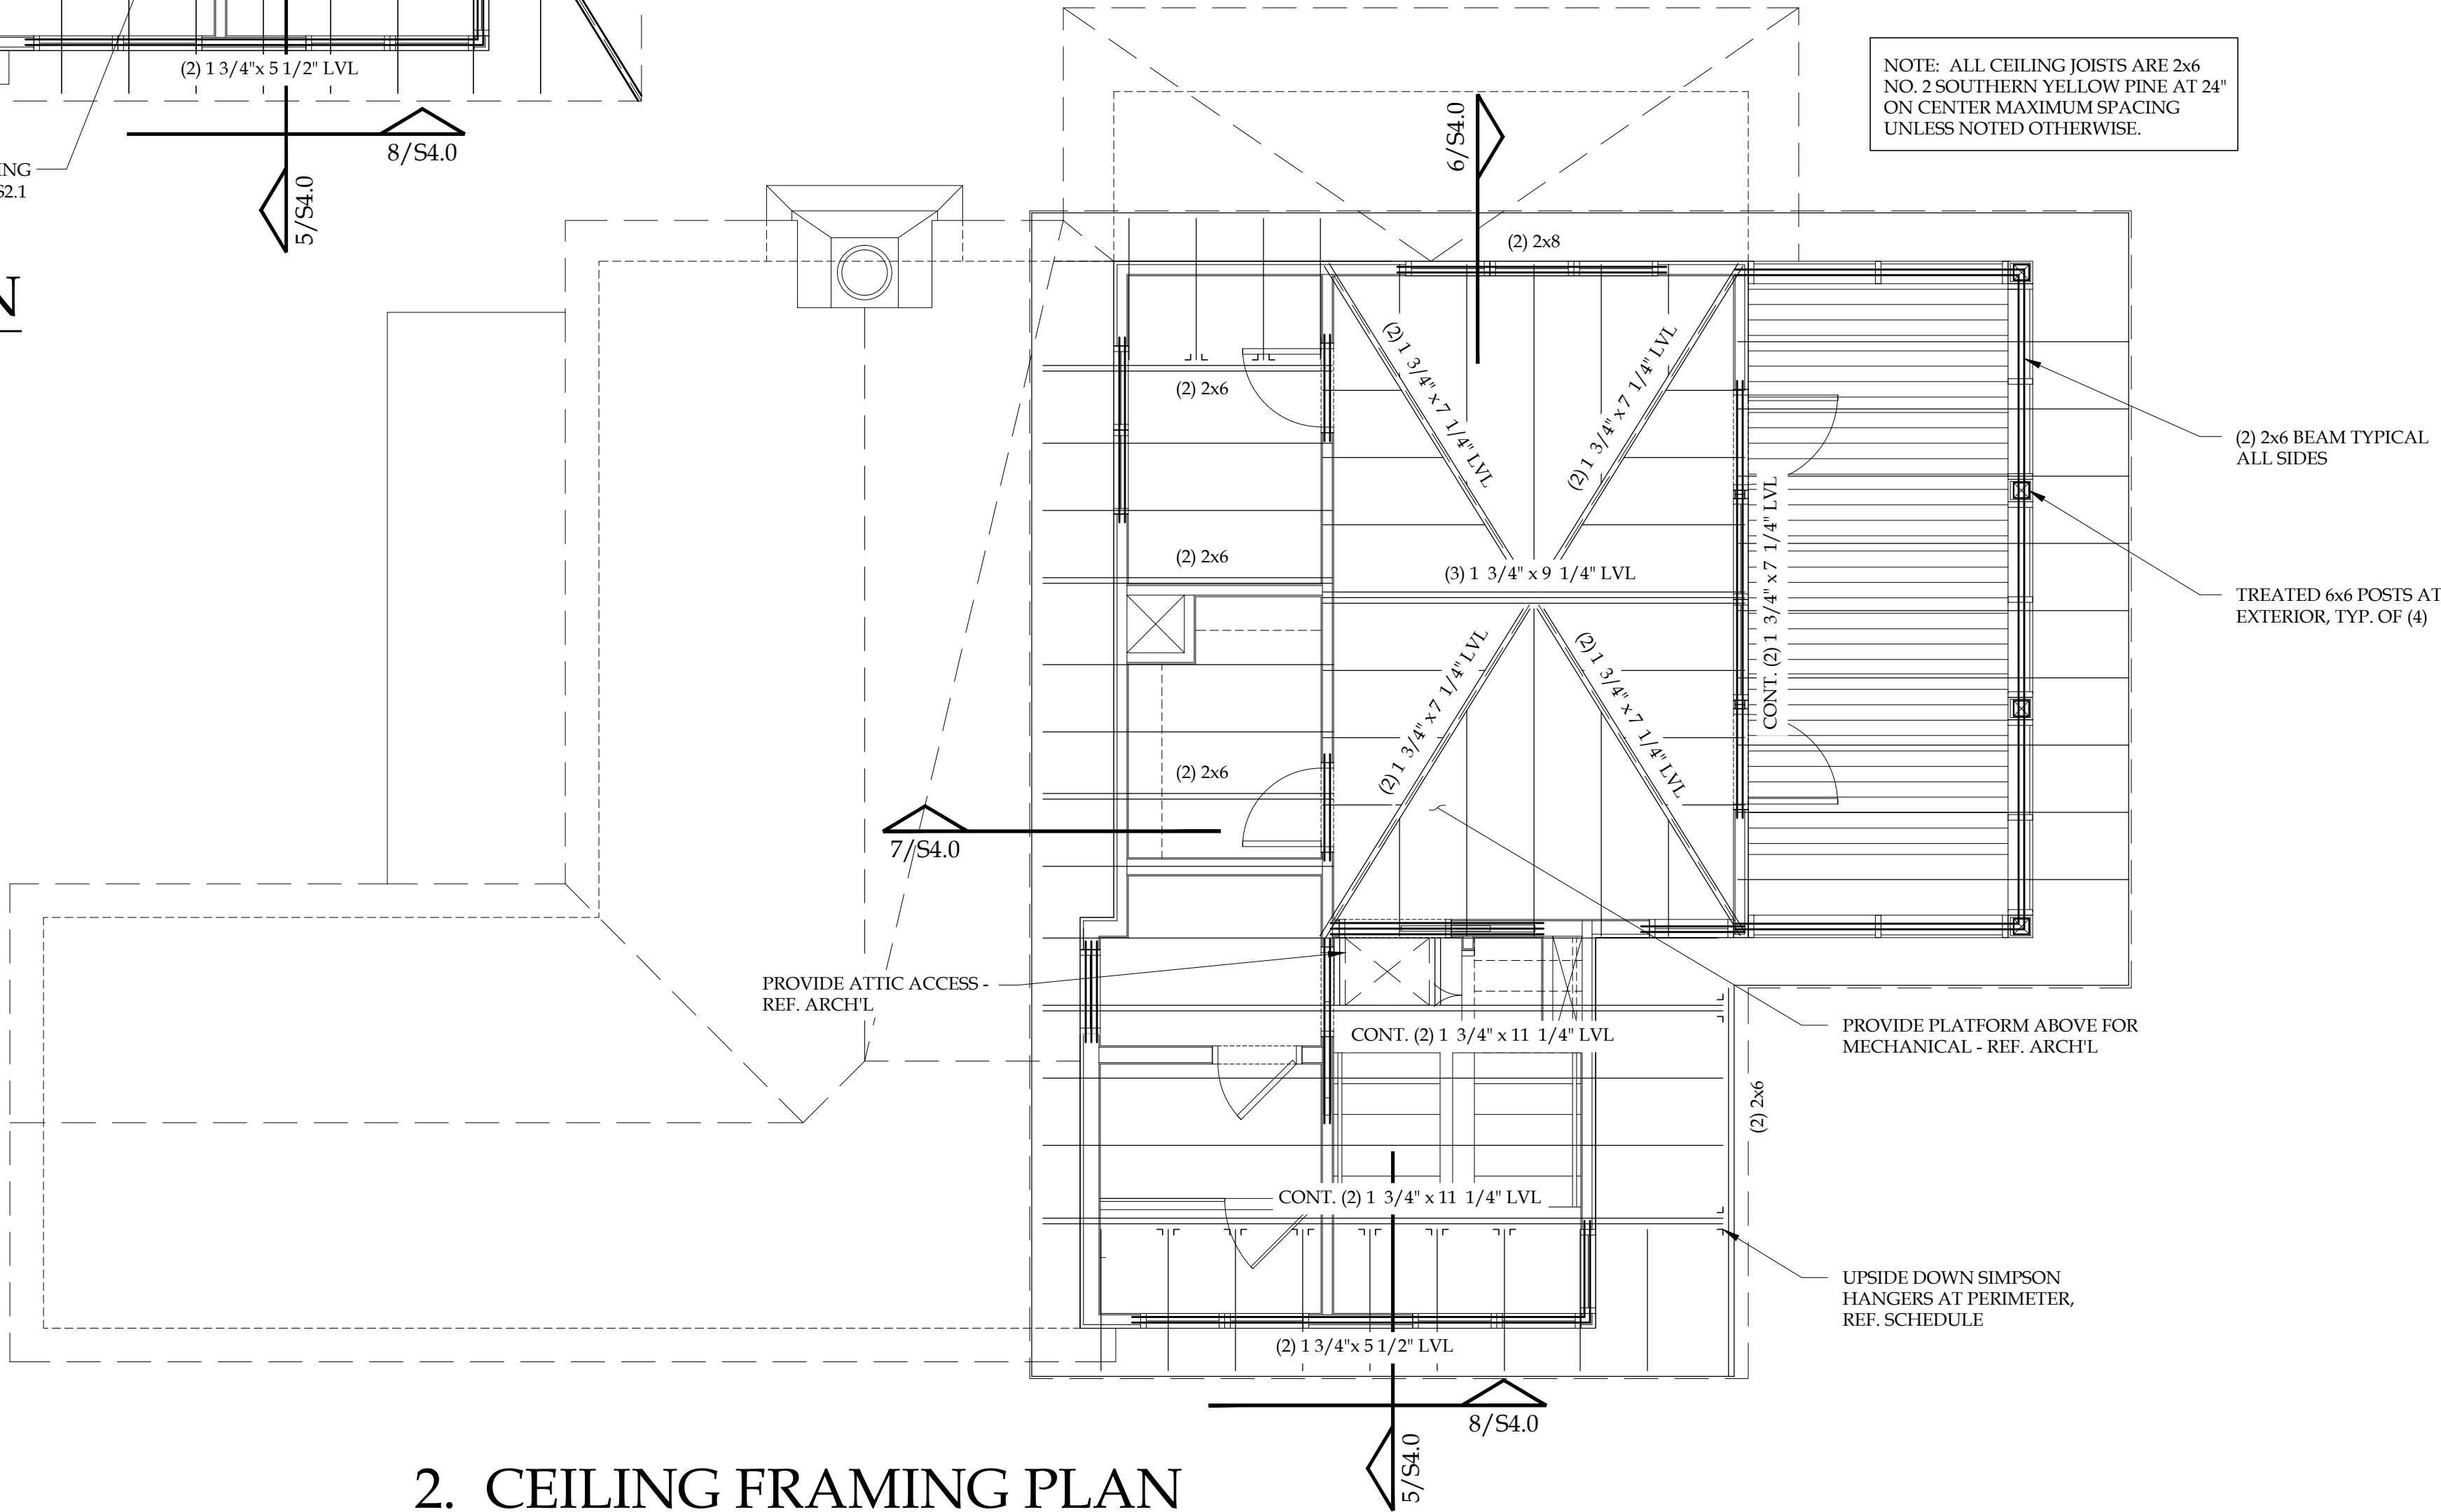 (2) 1 3/4"x 5 1/2" LVL
8/S4.0
5/S4.0
ING
S2.1
N
NOTE: ALL CEILING JOISTS ARE 2x6
NO. 2 SOUTHERN YELLOW PINE AT 24"
ON CENTER MAXIMUM SPACING
UNLESS NOTED OTHERWISE.
6/S4.0
(2) 2x8
(2) 1 3/4" x 7 1/4" LVL
(2) 1 3/4" x 7 1/4" LVL
(2) 2x6
(2) 2x6 BEAM TYPICAL
ALL SIDES
(2) 2x6
(3) 1 3/4" x 9 1/4" LVL
CONT. (2) 1 3/4" x 7 1/4" LVL
TREATED 6x6 POSTS AT
EXTERIOR, TYP. OF (4)
(2) 1 3/4" x 7 1/4" LVL
(2) 1 3/4" x 7 1/4" LVL
(2) 2x6
7/S4.0
PROVIDE ATTIC ACCESS -
REF. ARCH'L
CONT. (2) 1 3/4" x 11 1/4" LVL
PROVIDE PLATFORM ABOVE FOR
MECHANICAL - REF. ARCH'L
(2) 2x6
CONT. (2) 1 3/4" x 11 1/4" LVL
UPSIDE DOWN SIMPSON
HANGERS AT PERIMETER,
REF. SCHEDULE
(2) 1 3/4"x 5 1/2" LVL
8/S4.0
5/S4.0
2. CEILING FRAMING PLAN